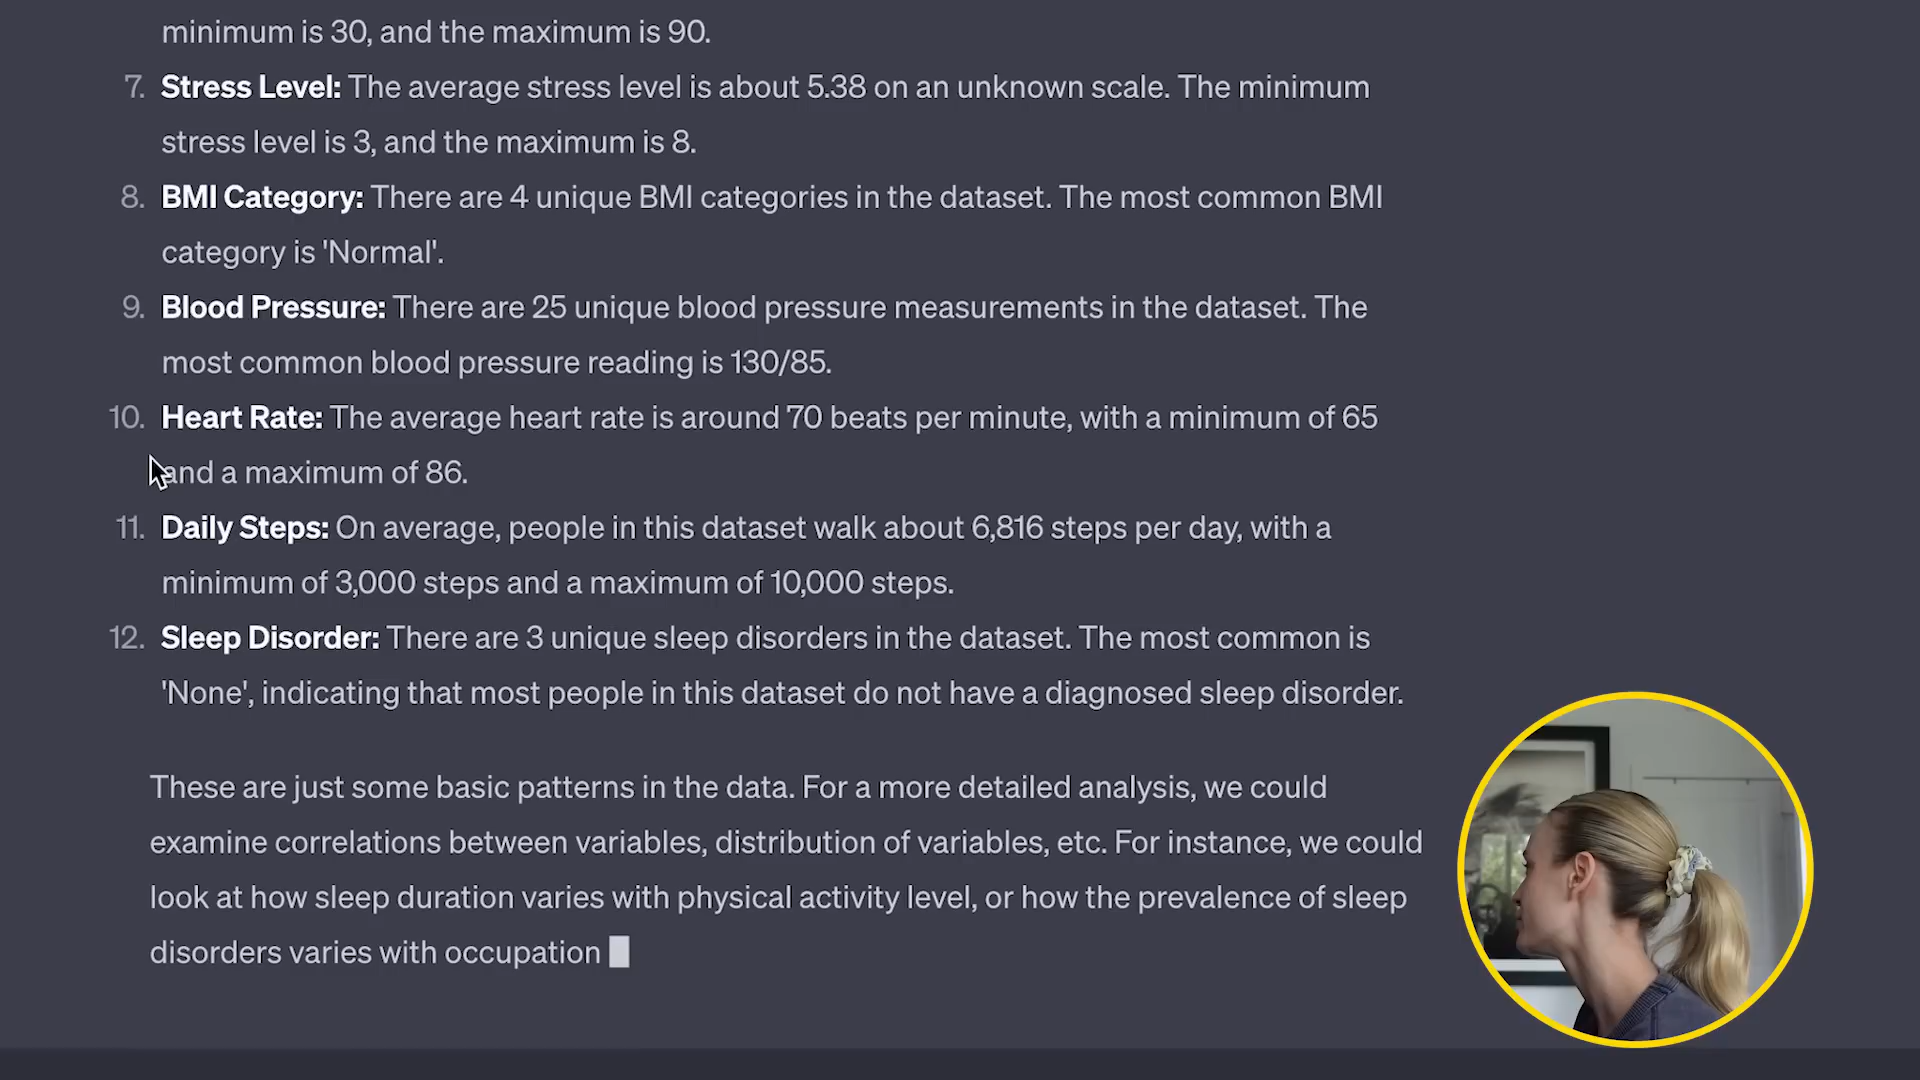 minimum is 30, and the maximum is 90.
7. Stress Level: The average stress level is about 5.38 on an unknown scale. The minimum
stress level is 3, and the maximum is 8.
8. BMI Category: There are 4 unique BMI categories in the dataset. The most common BMI
category is 'Normal'.
9. Blood Pressure: There are 25 unique blood pressure measurements in the dataset. The
most common blood pressure reading is 130/85.
10. Heart Rate: The average heart rate is around 70 beats per minute, with a minimum of 65
and a maximum of 86.
11. Daily Steps: On average, people in this dataset walk about 6,816 steps per day, with a
minimum of 3,000 steps and a maximum of 10,000 steps.
12. Sleep Disorder: There are 3 unique sleep disorders in the dataset. The most common is
'None', indicating that most people in this dataset do not have a diagnosed sleep disorder.
These are just some basic patterns in the data. For a more detailed analysis, we could
examine correlations between variables, distribution of variables, etc. For instance, we could
look at how sleep duration varies with physical activity level, or how the prevalence of sleep
disorders varies with occupation